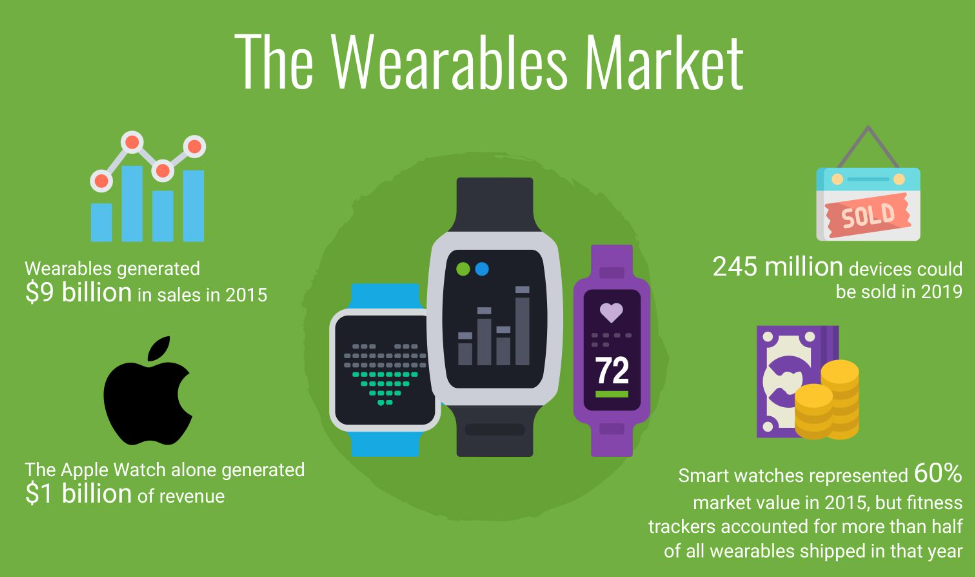 The Wearables Market
Wearables generated
$9 billion in sales in 2015
The Apple Watch alone generated
$1 billion of revenue
72
SOLD
245 million devices could
be sold in 2019
Smart watches represented 60%
market value in 2015, but fitness
trackers accounted for more than half
of all wearables shipped in that year